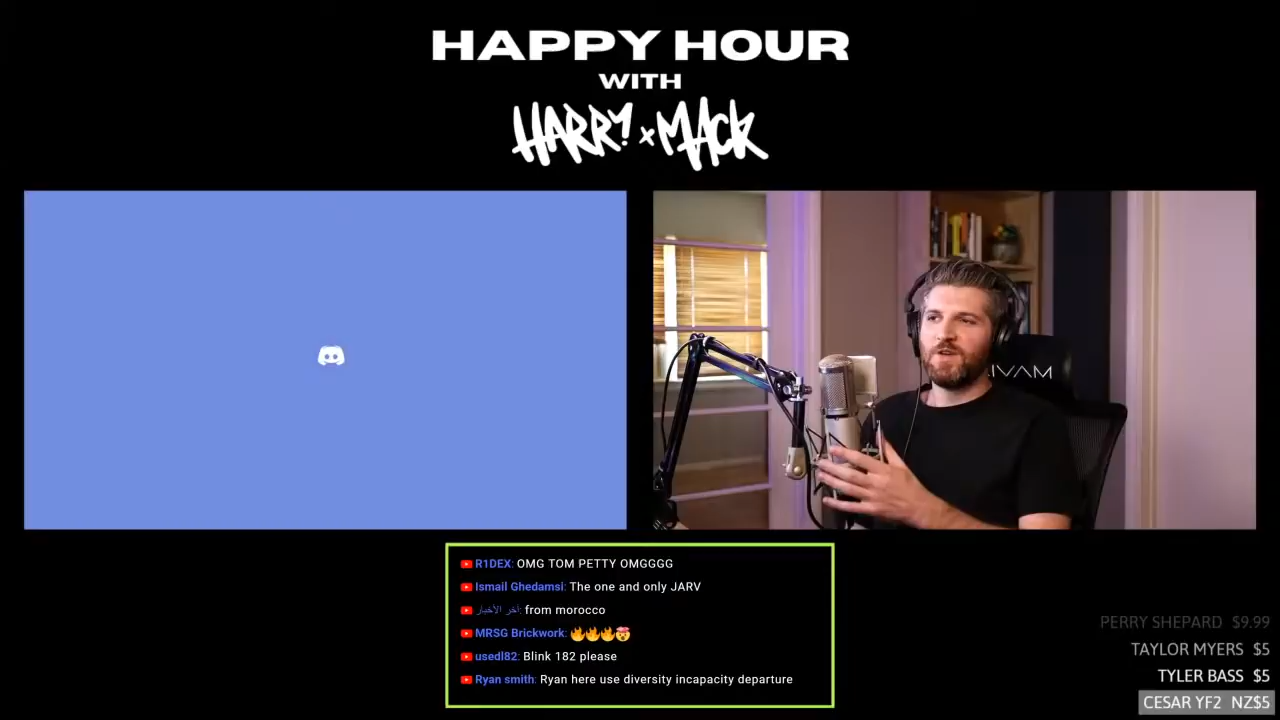 HAPPY HOUR
WITH
HARRY x MACK
IVAM
R1DEX: OMG TOM PETTY OMGGGG
Ismail Ghedamsi: The one and only JARV
آخر الأخبار: from morocco
MRSG Brickwork: 🔥🔥🔥🤯
usedl82: Blink 182 please
Ryan smith: Ryan here use diversity incapacity departure
PERRY SHEPARD $9.99
TAYLOR MYERS $5
TYLER BASS $5
CESAR YF2 NZ$5